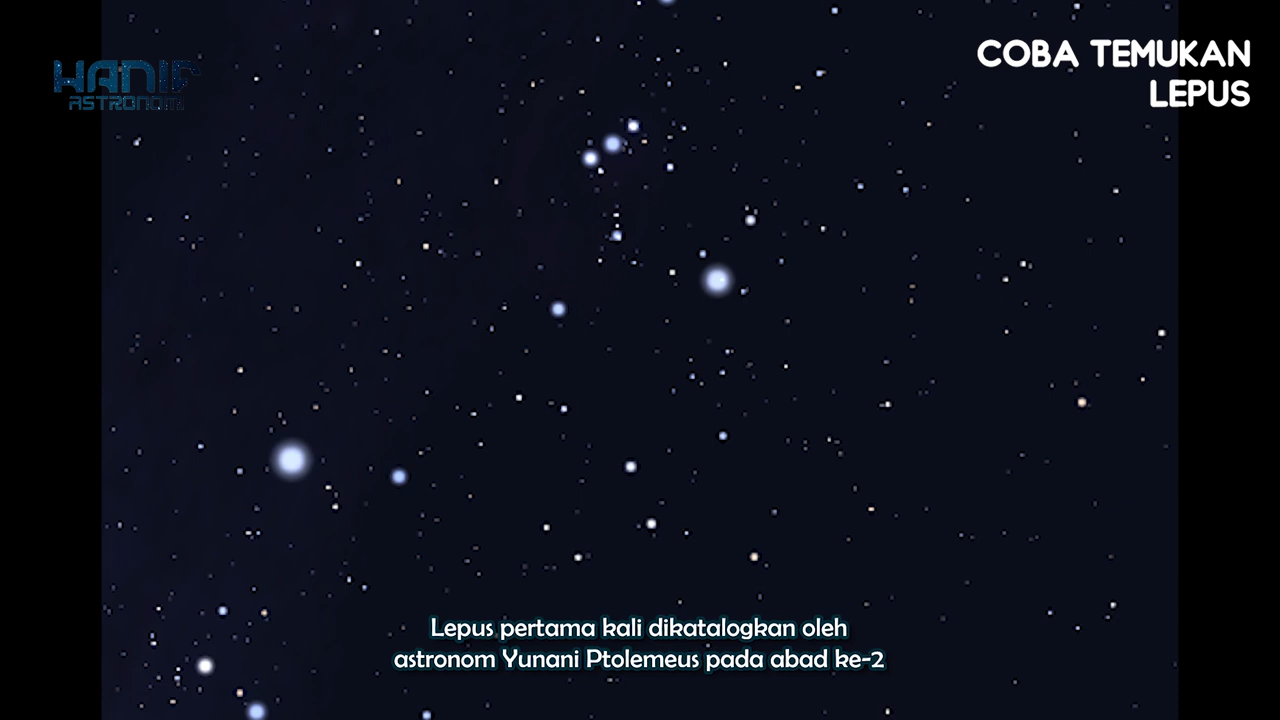 HANIF
ASTRONOMI
COBA TEMUKAN
LEPUS
Lepus pertama kali dikatalogkan oleh
astronom Yunani Ptolemeus pada abad ke-2